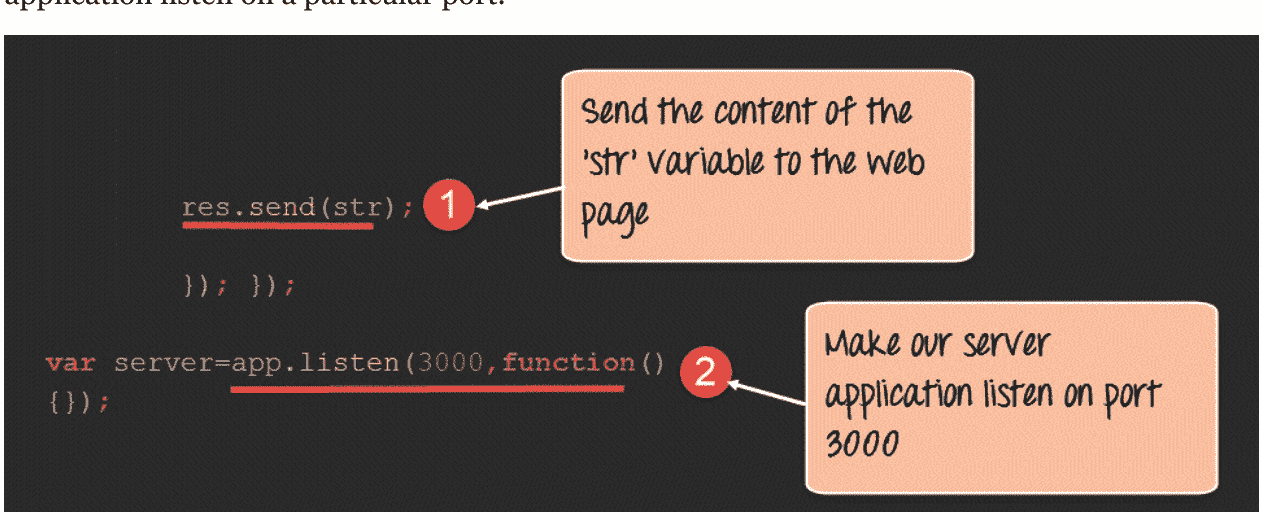 application listen on a particular port.
Send the content of the
'str' variable to the web
page
res.send(str); 1
}); });
Make our server
application listen on port
3000
var server=app.listen(3000,function() 2
{});